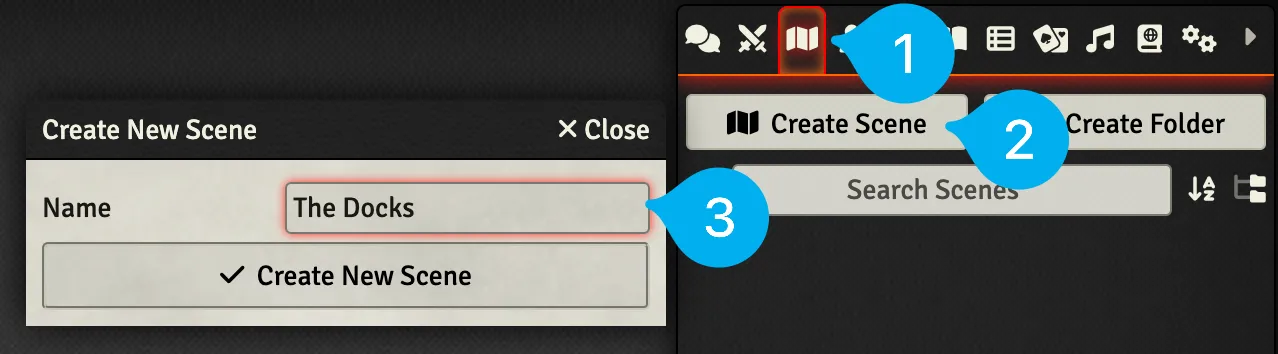 1
Create Scene
2
Create Folder
Search Scenes
Create New Scene
Close
Name
The Docks
3
Create New Scene